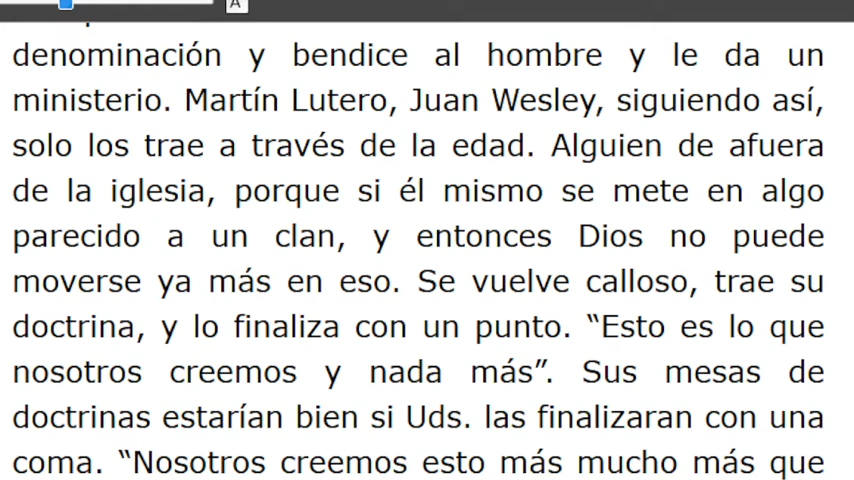 A
denominación y bendice al hombre y le da un
ministerio. Martín Lutero, Juan Wesley, siguiendo así,
solo los trae a través de la edad. Alguien de afuera
de la iglesia, porque si él mismo se mete en algo
parecido a un clan, y entonces Dios no puede
moverse ya más en eso. Se vuelve calloso, trae su
doctrina, y lo finaliza con un punto. “Esto es lo que
nosotros creemos y nada más”. Sus mesas de
doctrinas estarían bien si Uds. las finalizaran con una
coma. “Nosotros creemos esto más mucho más que